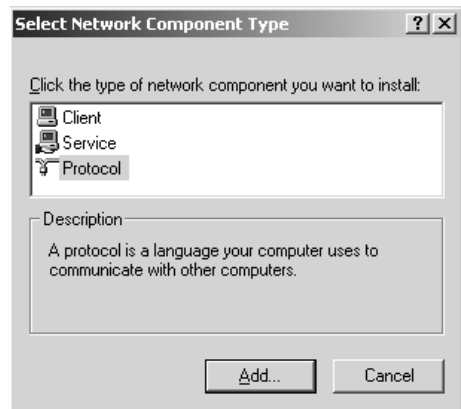 Select Network Component Type
Click the type of network component you want to install:
Client
Service
Protocol
Description
A protocol is a language your computer uses to
communicate with other computers.
Add... Cancel